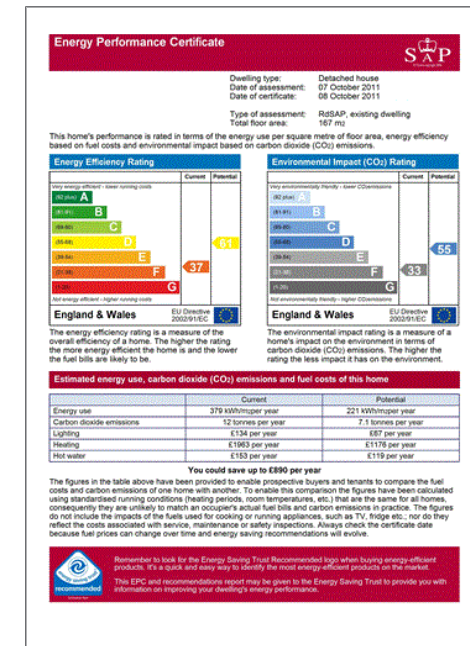 Energy Performance Certificate
SAP
Dwelling type: Detached house
Date of assessment: 07 October 2011
Date of certificate: 08 October 2011
Type of assessment: RdSAP, existing dwelling
Total floor area: 167 m2
This home's performance is rated in terms of the energy use per square metre of floor area, energy efficiency
based on fuel costs and environmental impact based on carbon dioxide (CO2) emissions.
Energy Efficiency Rating
Current Potential
Very energy efficient - lower running costs
(92 plus) A
(81-91) B
(69-80) C
(55-68) D
(39-54) E
(21-38) F
(1-20) G
37
61
Not energy efficient - higher running costs
England & Wales
EU Directive
2002/91/EC
Environmental Impact (CO2) Rating
Current Potential
Very environmentally friendly - lower CO2 emissions
(92 plus) A
(81-91) B
(69-80) C
(55-68) D
(39-54) E
(21-38) F
(1-20) G
33
55
Not environmentally friendly - higher CO2 emissions
England & Wales
EU Directive
2002/91/EC
The energy efficiency rating is a measure of the
overall efficiency of a home. The higher the rating
the more energy efficient the home is and the lower
the fuel bills are likely to be.
The environmental impact rating is a measure of a
home's impact on the environment in terms of
carbon dioxide (CO2) emissions. The higher the
rating the less impact it has on the environment.
Estimated energy use, carbon dioxide (CO2) emissions and fuel costs of this home
Current Potential
Energy use 379 kWh/m2per year 221 kWh/m2per year
Carbon dioxide emissions 12 tonnes per year 7.1 tonnes per year
Lighting £134 per year £67 per year
Heating £1963 per year £1176 per year
Hot water £153 per year £119 per year
You could save up to £890 per year
The figures in the table above have been provided to enable prospective buyers and tenants to compare the fuel
costs and carbon emissions of one home with another. To enable this comparison the figures have been calculated
using standardised running conditions (heating periods, room temperatures, etc.) that are the same for all homes,
consequently they are unlikely to match an occupier's actual fuel bills and carbon emissions in practice. The figures
do not include the impacts of the fuels used for cooking or running appliances, such as TV, fridge etc.; nor do they
reflect the costs associated with service, maintenance or safety inspections. Always check the certificate date
because fuel prices can change over time and energy saving recommendations will evolve.
energy saving trust
recommended
Remember to look for the Energy Saving Trust Recommended logo when buying energy-efficient
products. It's a quick and easy way to identify the most energy-efficient products on the market.
This EPC and recommendations report may be given to the Energy Saving Trust to provide you with
information on improving your dwelling's energy performance.